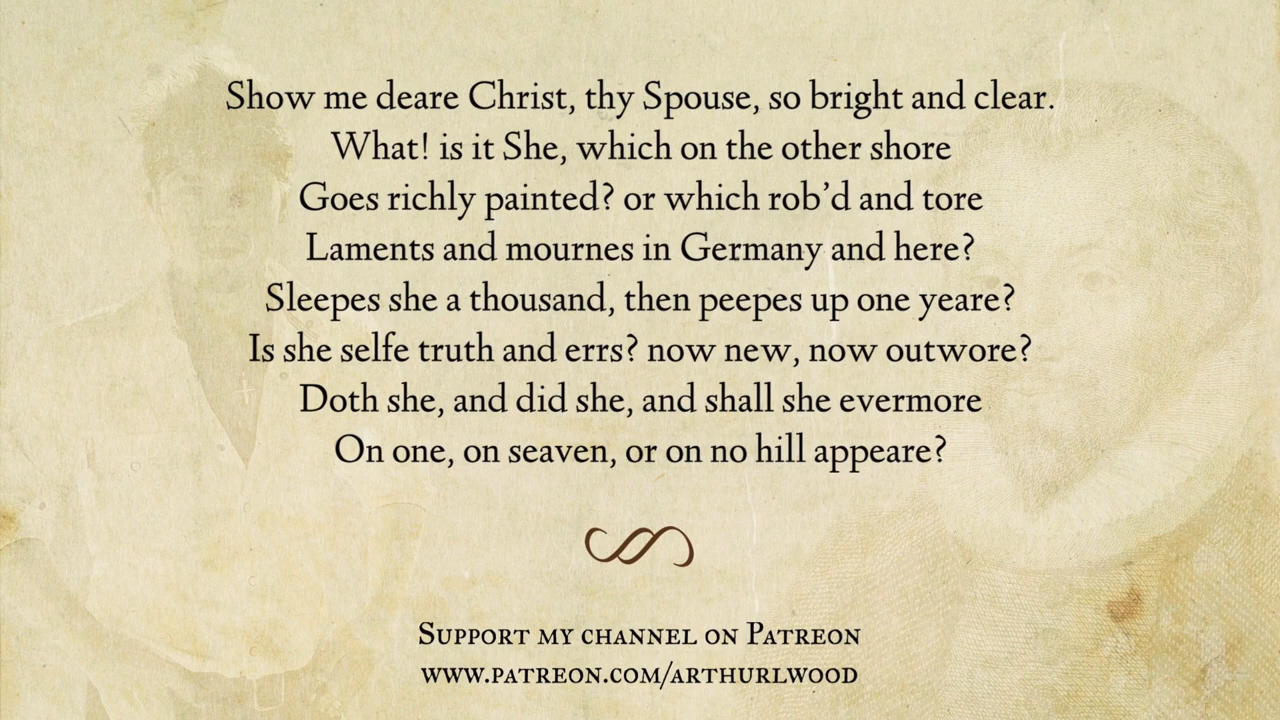 Show me deare Christ, thy Spouse, so bright and clear.
What! is it She, which on the other shore
Goes richly painted? or which rob’d and tore
Laments and mournes in Germany and here?
Sleepes she a thousand, then peepes up one yeare?
Is she selfe truth and errs? now new, now outwore?
Doth she, and did she, and shall she evermore
On one, on seaven, or on no hill appeare?
Support my channel on Patreon
www.patreon.com/arthurlwood